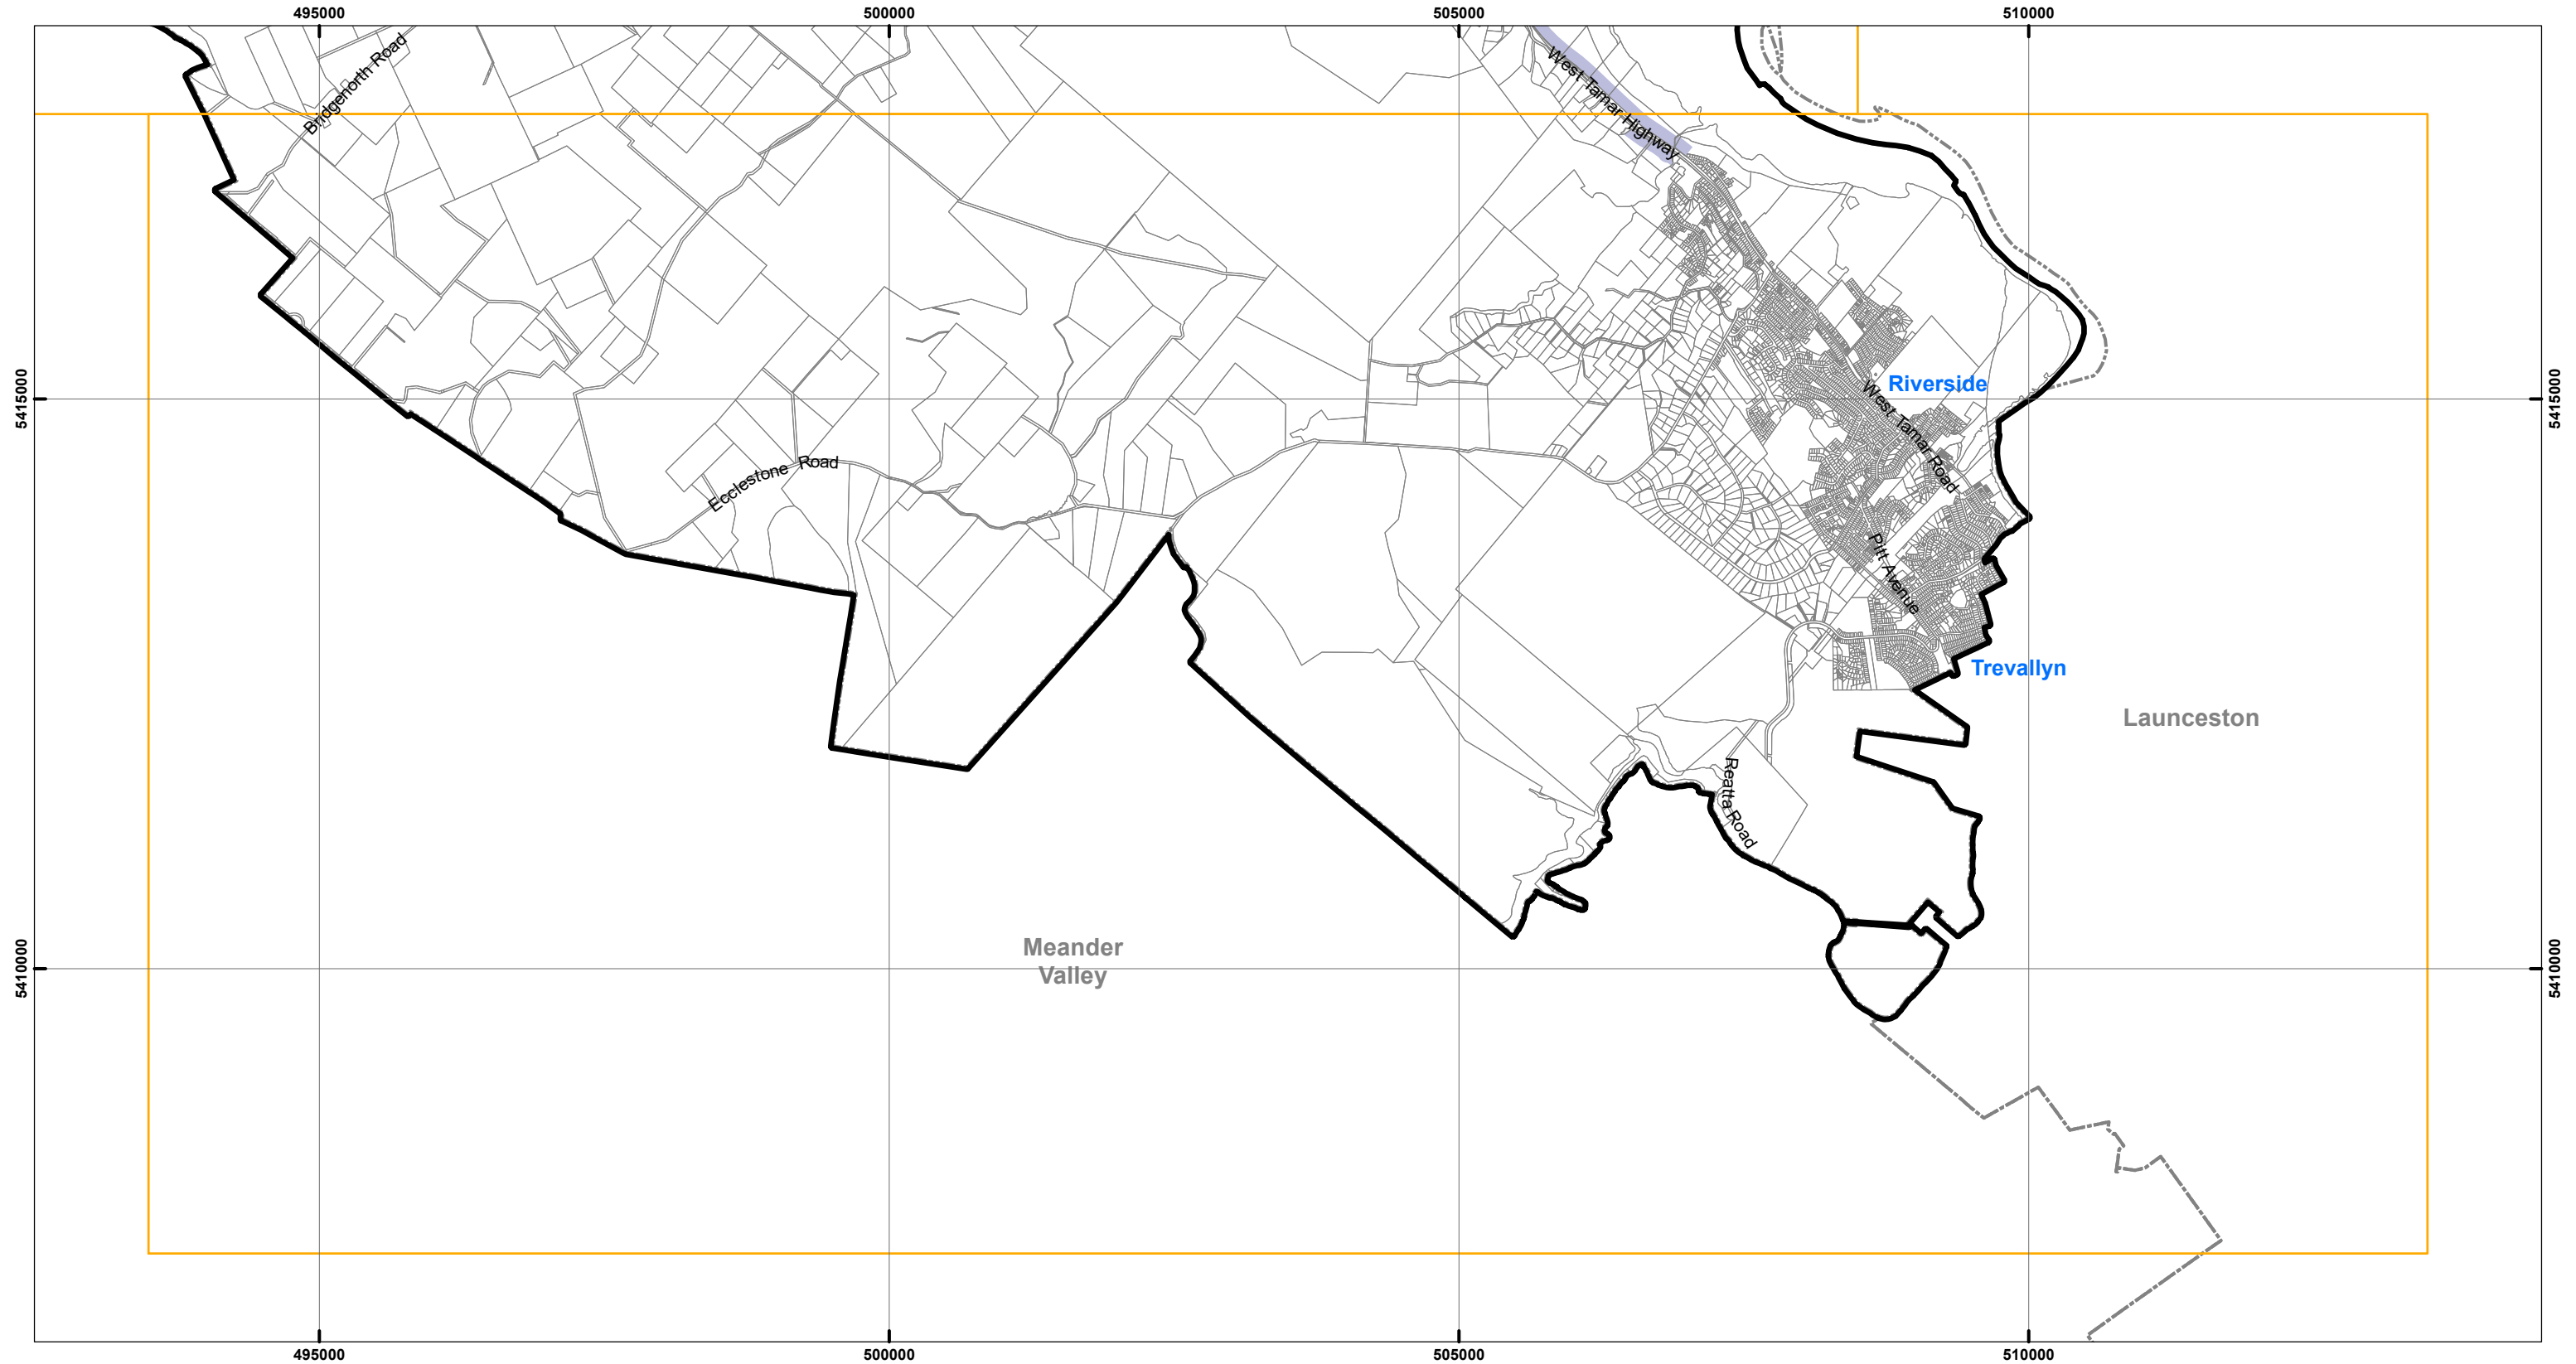 495000
500000
505000
510000
Bridgenorth Road
West Tamar Highway
5415000
5415000
Riverside
West Tamar Road
Ecclestone Road
Pitt Avenue
Trevallyn
Launceston
Reatta Road
Meander
Valley
5410000
5410000
495000
500000
505000
510000